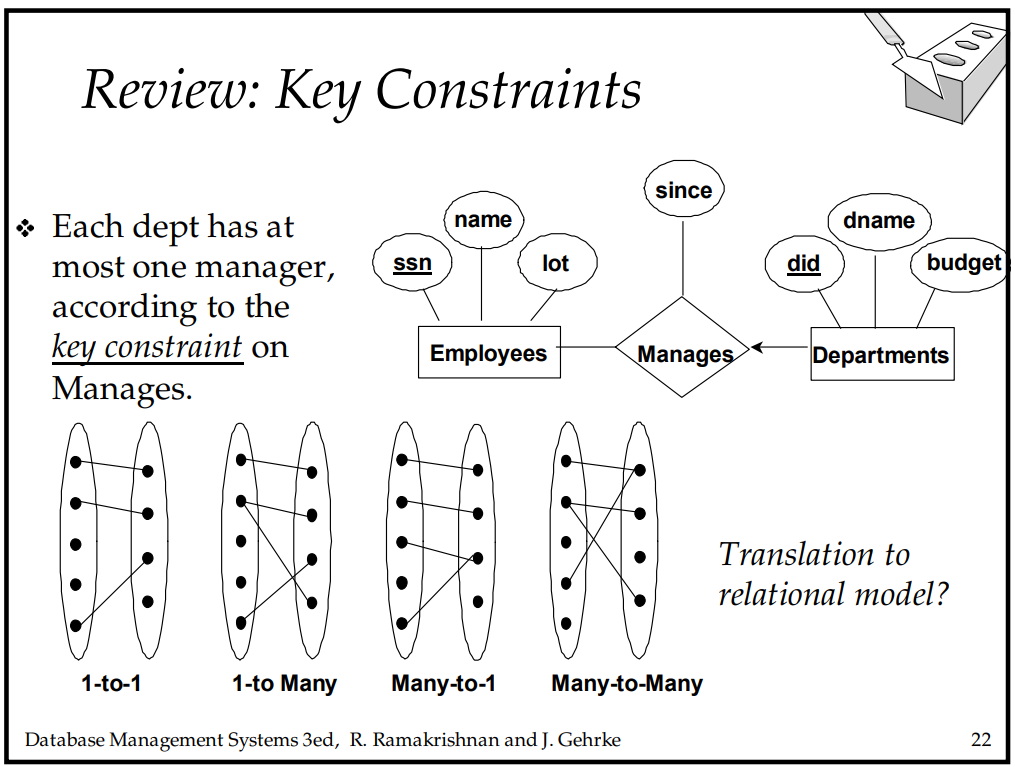 Review: Key Constraints
❖ Each dept has at
most one manager,
according to the
key constraint on
Manages.
since
name
dname
ssn
lot
did
budget
Employees
Manages
Departments
Translation to
relational model?
1-to-1
1-to Many
Many-to-1
Many-to-Many
Database Management Systems 3ed, R. Ramakrishnan and J. Gehrke
22